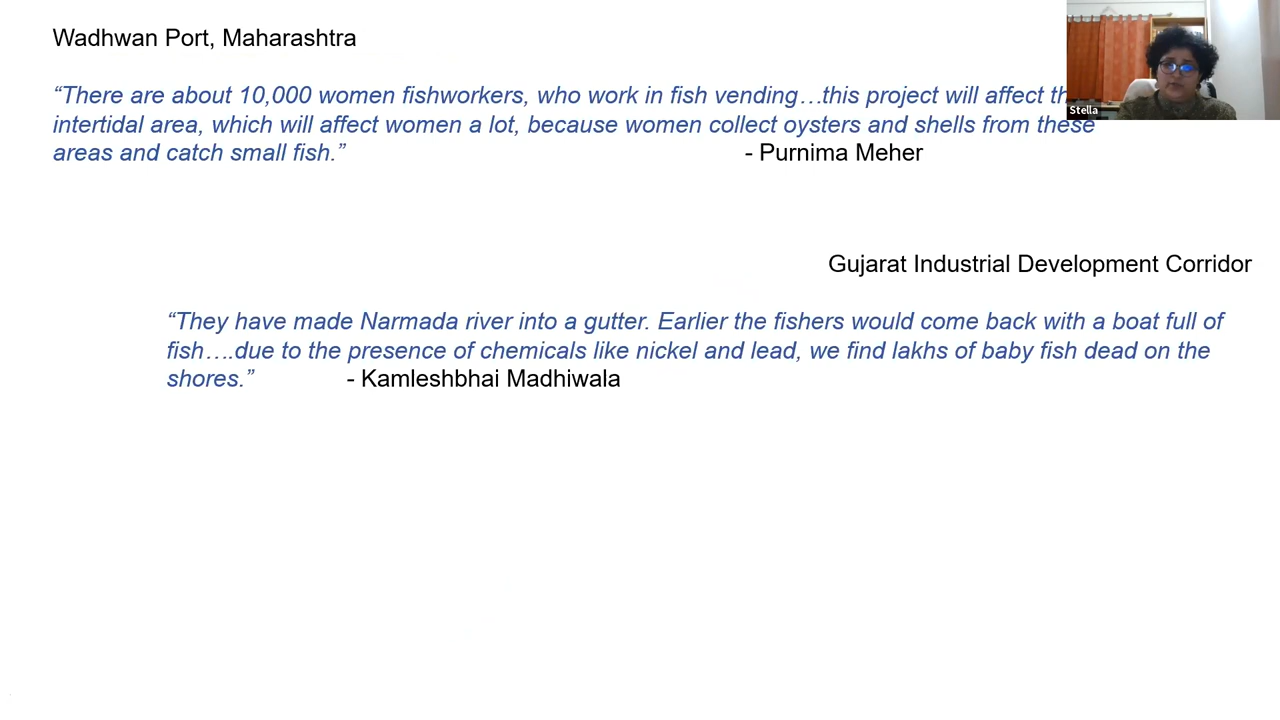 Wadhwan Port, Maharashtra
“There are about 10,000 women fishworkers, who work in fish vending…this project will affect
intertidal area, which will affect women a lot, because women collect oysters and shells from these
areas and catch small fish.” - Purnima Meher
Stella
Gujarat Industrial Development Corridor
“They have made Narmada river into a gutter. Earlier the fishers would come back with a boat full of
fish….due to the presence of chemicals like nickel and lead, we find lakhs of baby fish dead on the
shores.” - Kamleshbhai Madhiwala